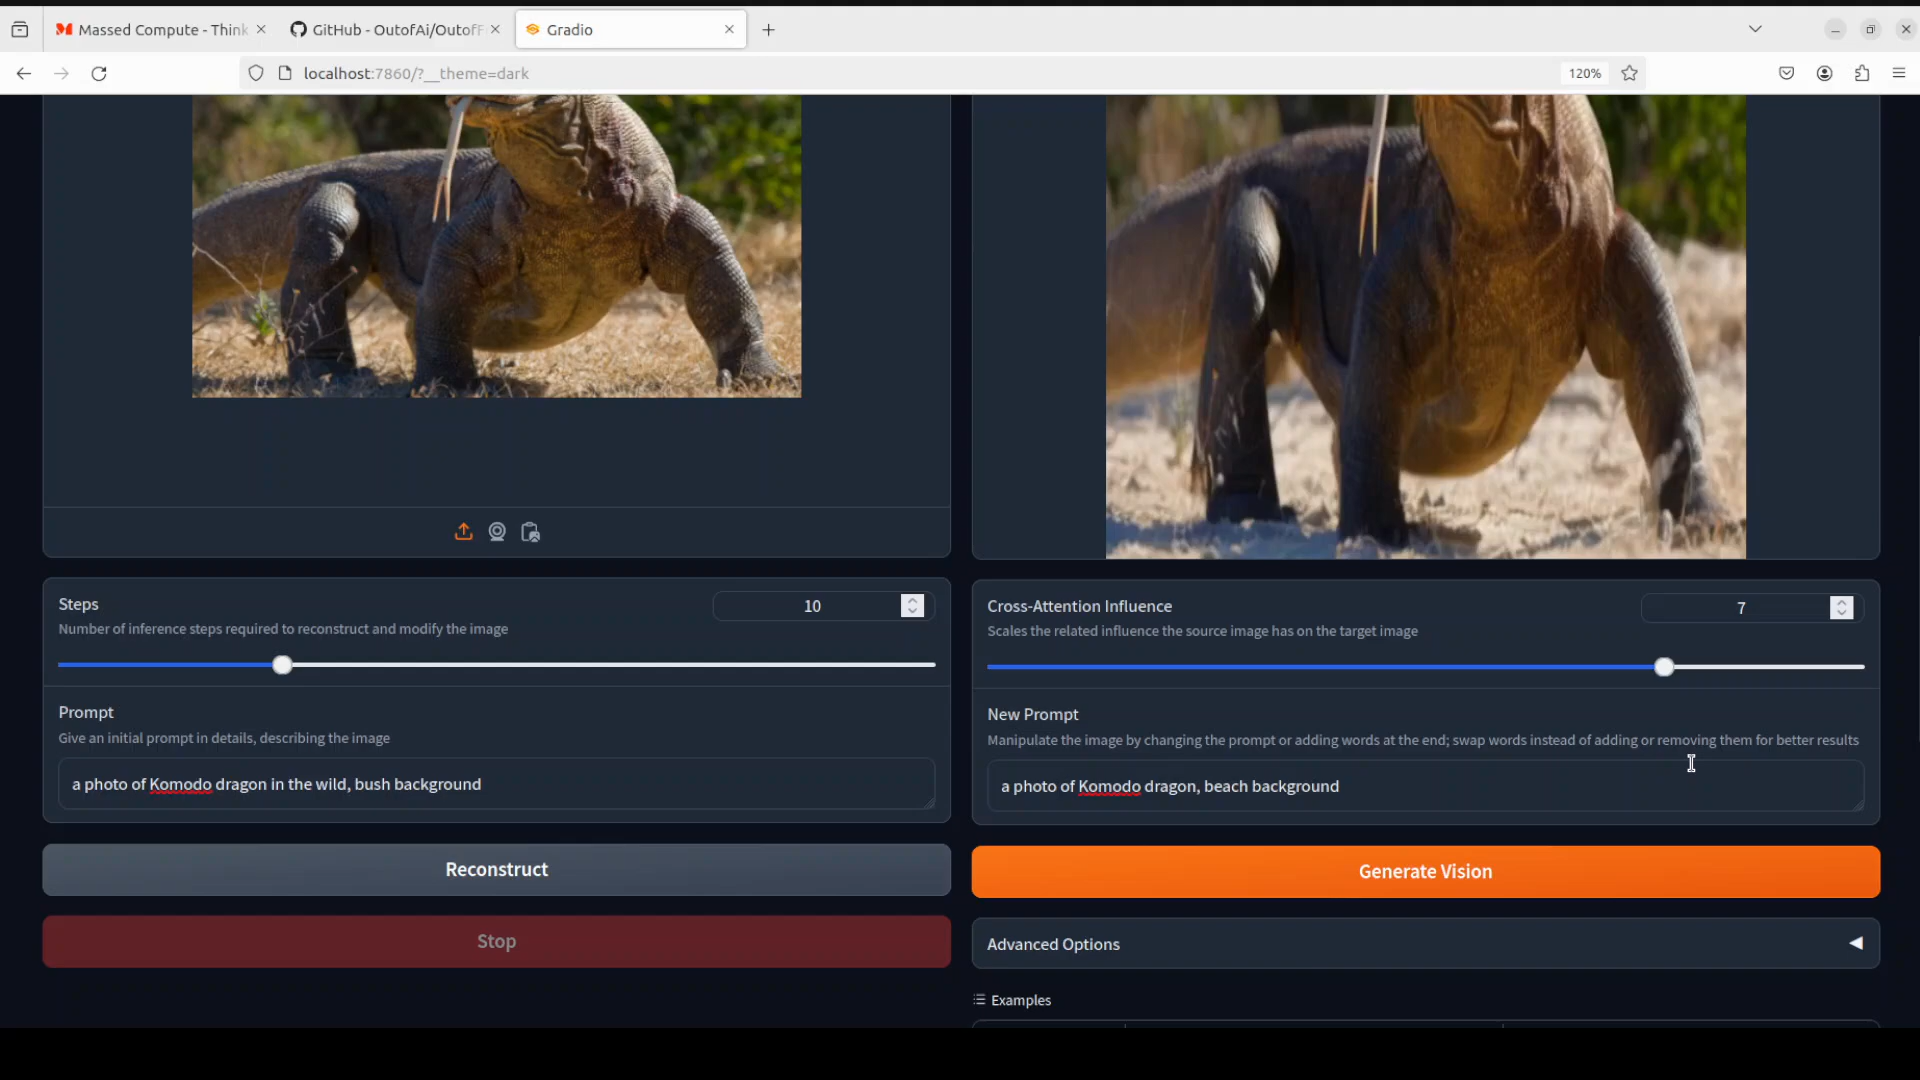 Massed Compute - Think
GitHub - OutofAi/OutofF
Gradio
localhost:7860/?__theme=dark
120%
Steps
10
Number of inference steps required to reconstruct and modify the image
Prompt
Give an initial prompt in details, describing the image
a photo of Komodo dragon in the wild, bush background
Reconstruct
Stop
Cross-Attention Influence
7
Scales the related influence the source image has on the target image
New Prompt
Manipulate the image by changing the prompt or adding words at the end; swap words instead of adding or removing them for better results
a photo of Komodo dragon, beach background
Generate Vision
Advanced Options
Examples